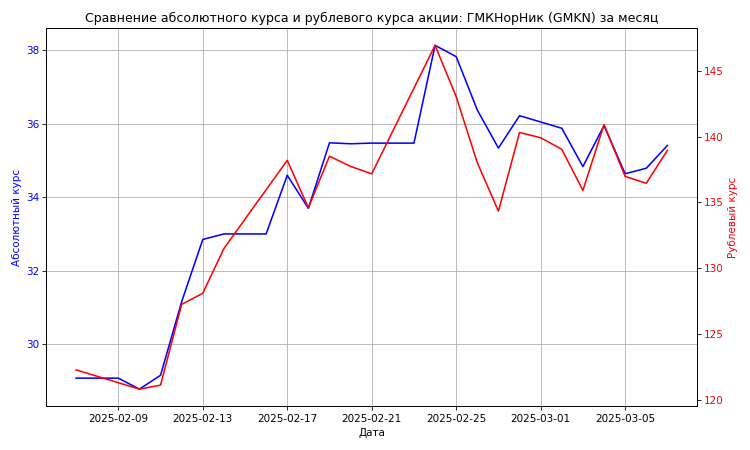 Сравнение абсолютного курса и рублевого курса акции: ГМКНорНик (GMKN) за месяц
38
36
34
32
30
Абсолютный курс
145
140
135
130
125
120
Рублевый курс
2025-02-09 2025-02-13 2025-02-17 2025-02-21 2025-02-25 2025-03-01 2025-03-05
Дата